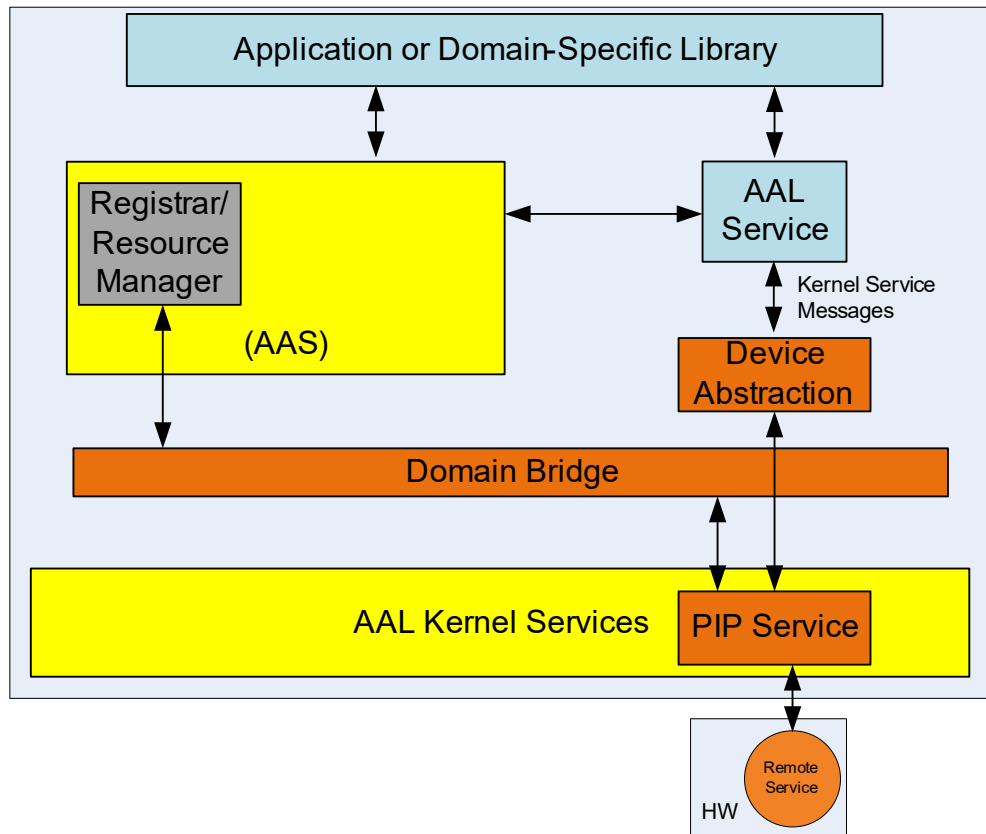 Application or Domain-Specific Library
Registrar/
Resource
Manager
(AAS)
AAL
Service
Kernel Service
Messages
Device
Abstraction
Domain Bridge
AAL Kernel Services
PIP Service
Remote
Service
HW